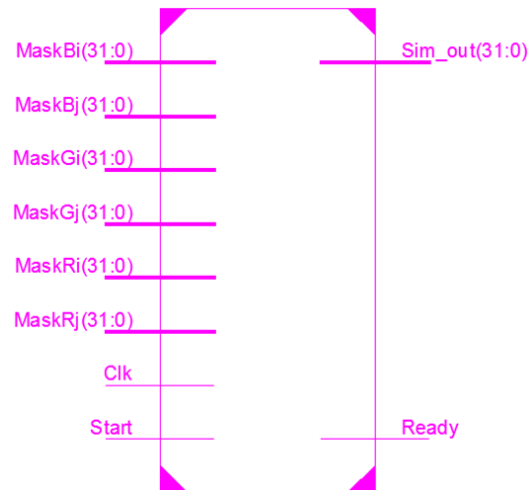 MaskBi(31:0)
Sim_out(31:0)
MaskBj(31:0)
MaskGi(31:0)
MaskGj(31:0)
MaskRi(31:0)
MaskRj(31:0)
Clk
Start
Ready